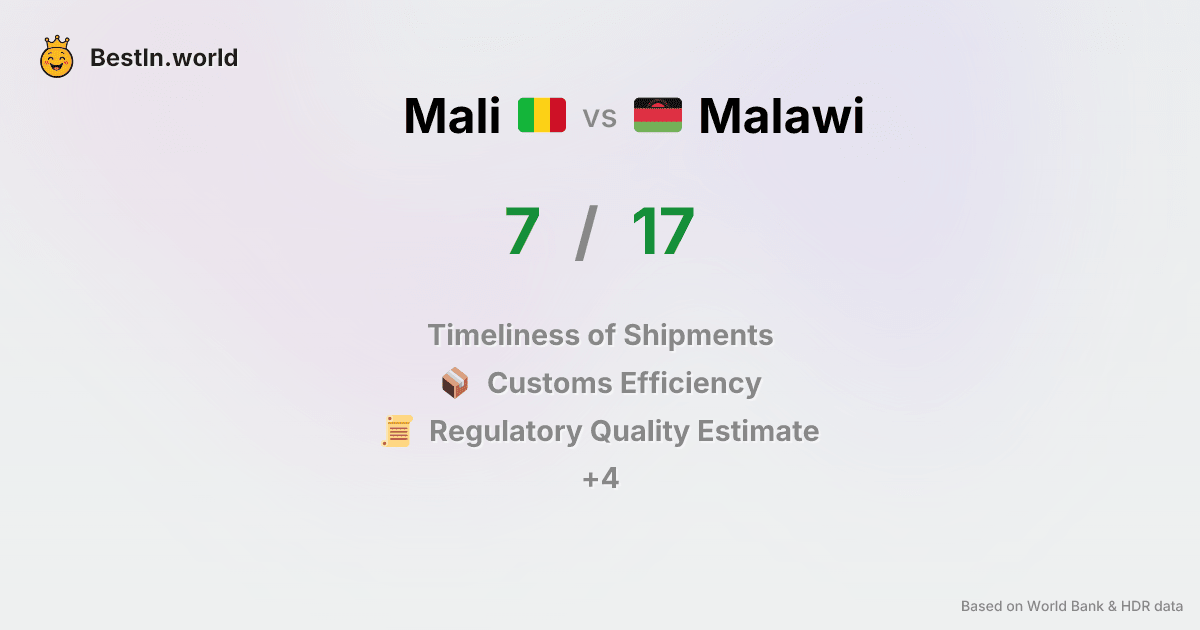 BestIn.world
Mali vs Malawi
7 / 17
Timeliness of Shipments
Customs Efficiency
Regulatory Quality Estimate
+4
Based on World Bank & HDR data